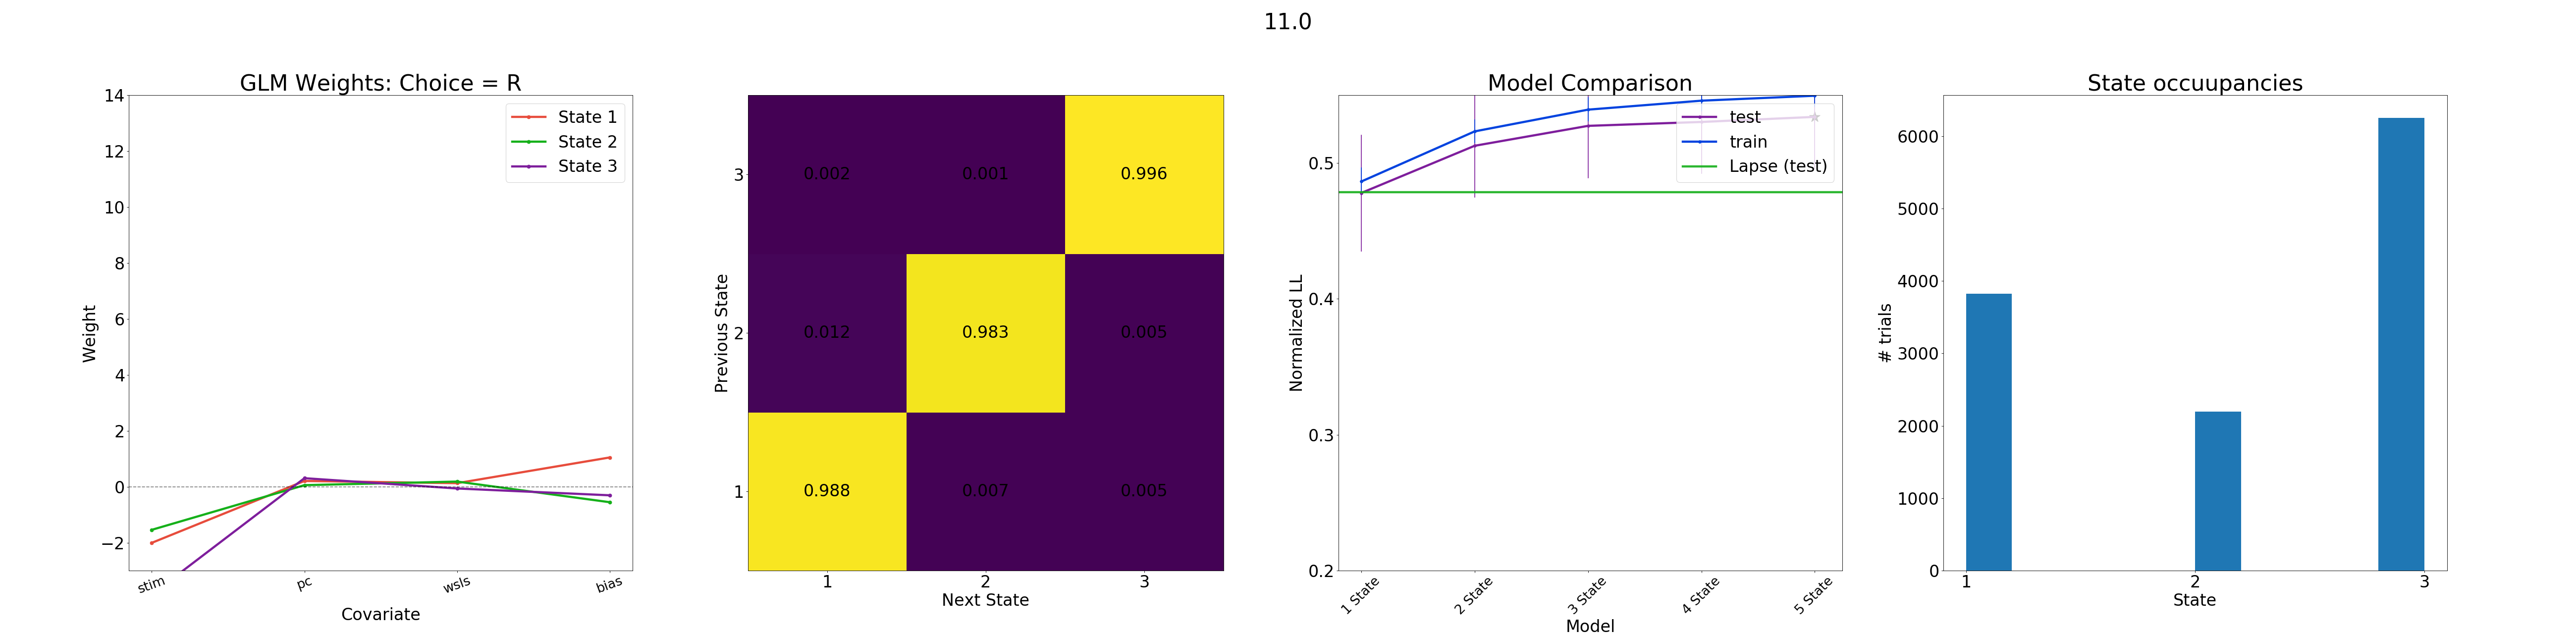 11.0
GLM Weights: Choice = R
14
12
10
8
6
4
2
0
−2
Weight
State 1
State 2
State 3
stim
pc
wsls
bias
Covariate
Previous State
3
2
1
0.002
0.001
0.996
0.012
0.983
0.005
0.988
0.007
0.005
1
2
3
Next State
Model Comparison
Normalized LL
0.5
0.4
0.3
0.2
test
train
Lapse (test)
1 State
2 State
3 State
4 State
5 State
Model
State occuupancies
# trials
6000
5000
4000
3000
2000
1000
0
1
2
3
State